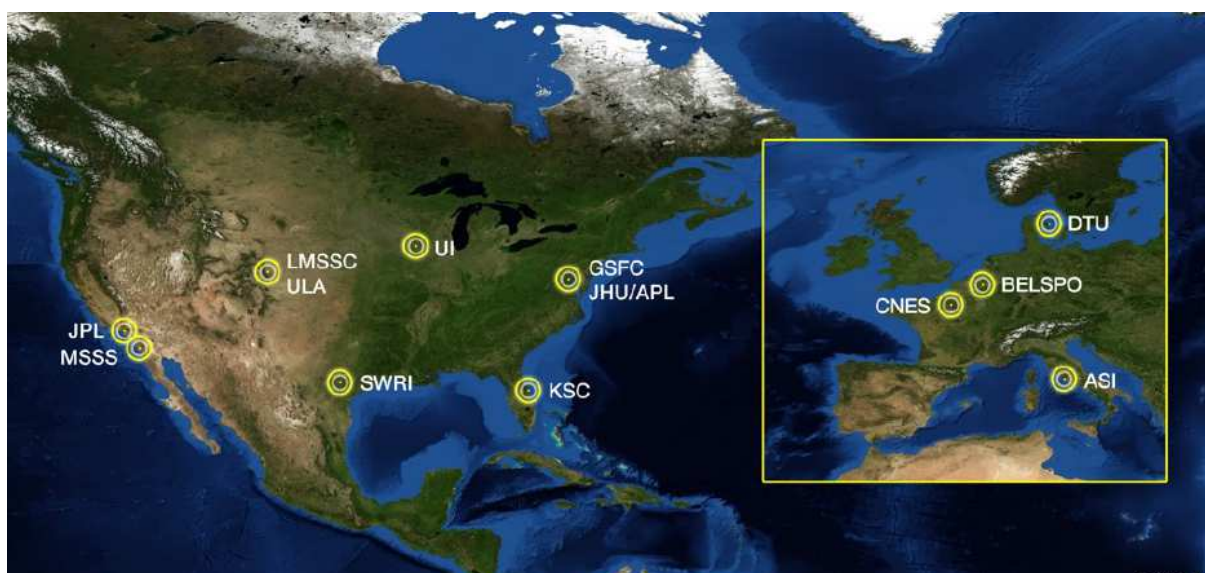 UI
LMSSC
ULA
GSFC
JHU/APL
JPL
MSSS
SWRI
KSC
DTU
BELSPO
CNES
ASI